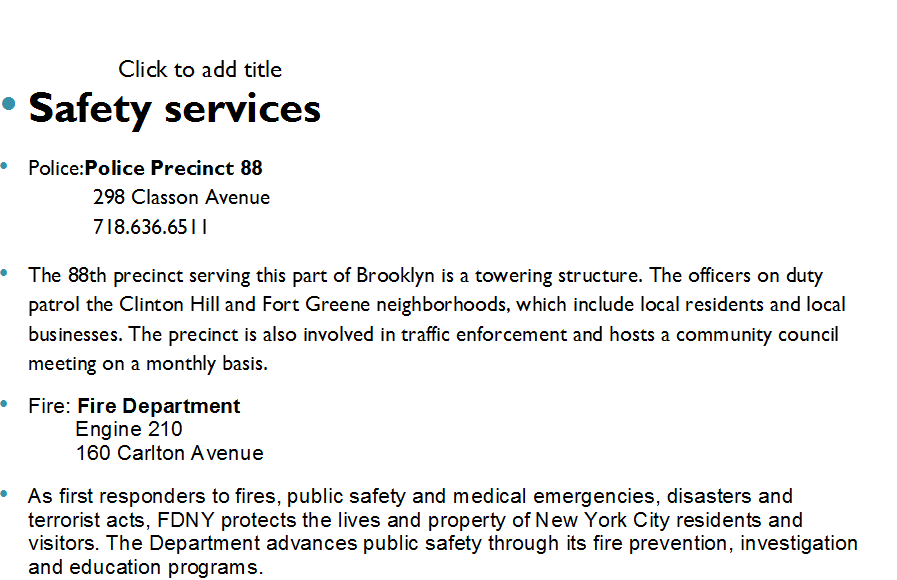 Click to add title
• Safety services
• Police:Police Precinct 88
298 Classon Avenue
718.636.6511
• The 88th precinct serving this part of Brooklyn is a towering structure. The officers on duty
patrol the Clinton Hill and Fort Greene neighborhoods, which include local residents and local
businesses. The precinct is also involved in traffic enforcement and hosts a community council
meeting on a monthly basis.
• Fire: Fire Department
Engine 210
160 Carlton Avenue
• As first responders to fires, public safety and medical emergencies, disasters and
terrorist acts, FDNY protects the lives and property of New York City residents and
visitors. The Department advances public safety through its fire prevention, investigation
and education programs.